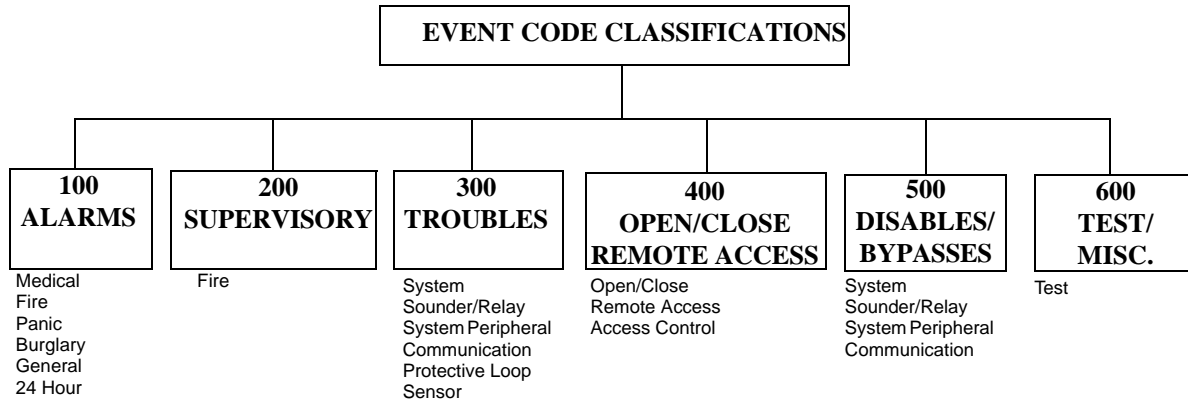 EVENT CODE CLASSIFICATIONS
100
ALARMS
Medical
Fire
Panic
Burglary
General
24 Hour
200
SUPERVISORY
Fire
300
TROUBLES
System
Sounder/Relay
System Peripheral
Communication
Protective Loop
Sensor
400
OPEN/CLOSE
REMOTE ACCESS
Open/Close
Remote Access
Access Control
500
DISABLES/
BYPASSES
System
Sounder/Relay
System Peripheral
Communication
600
TEST/
MISC.
Test